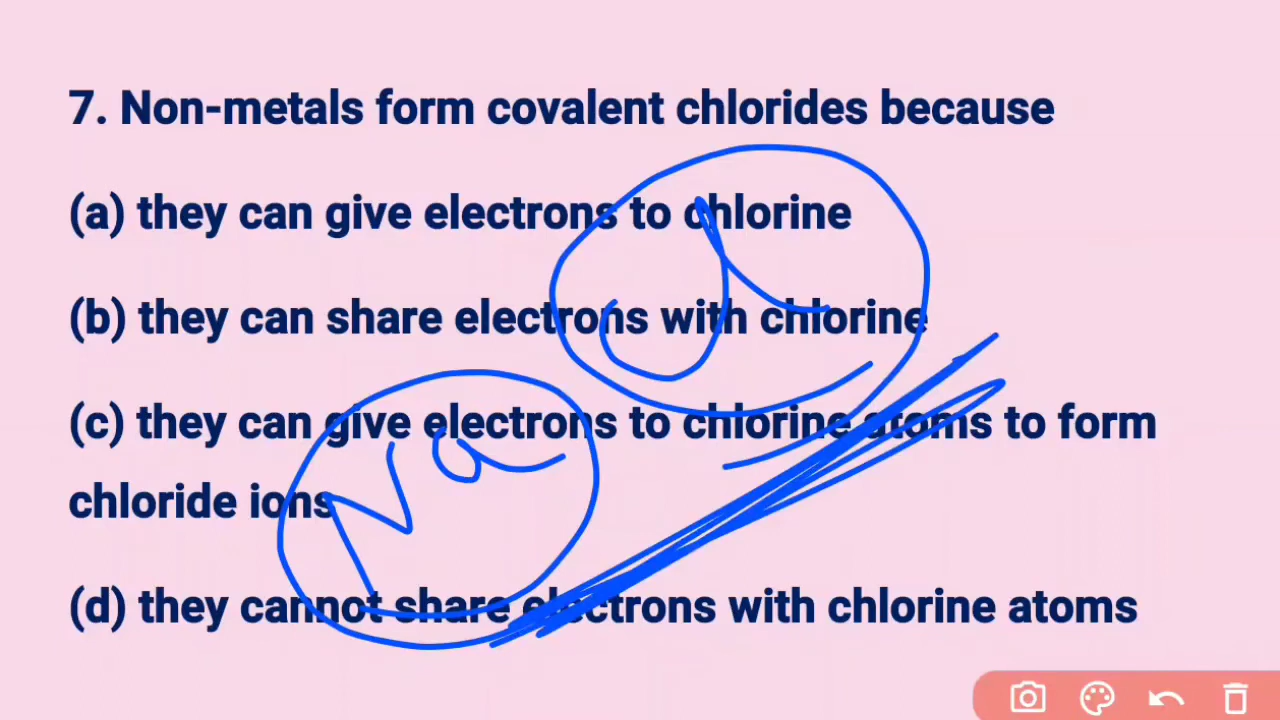 7. Non-metals form covalent chlorides because
(a) they can give electrons to chlorine
(b) they can share electrons with chlorine
(c) they can give electrons to chlorine atoms to form
chloride ions
(d) they cannot share electrons with chlorine atoms
Na